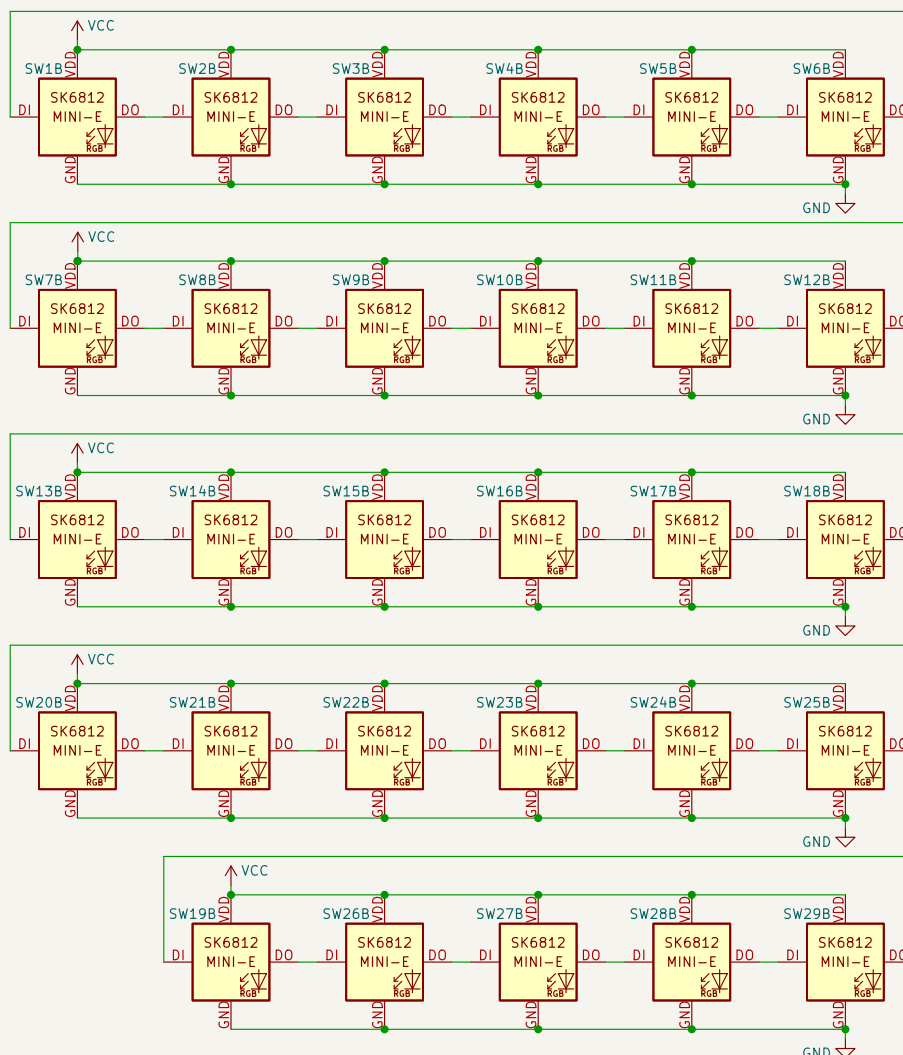 VCC
SW1B SW2B SW3B SW4B SW5B SW6B
VDD VDD VDD VDD VDD VDD
SK6812 SK6812 SK6812 SK6812 SK6812 SK6812
DI DO DI DO DI DO DI DO DI DO DI DO
MINI-E MINI-E MINI-E MINI-E MINI-E MINI-E
RGB RGB RGB RGB RGB RGB
GND GND GND GND GND GND
GND
VCC
SW7B SW8B SW9B SW10B SW11B SW12B
VDD VDD VDD VDD VDD VDD
SK6812 SK6812 SK6812 SK6812 SK6812 SK6812
DI DO DI DO DI DO DI DO DI DO DI DO
MINI-E MINI-E MINI-E MINI-E MINI-E MINI-E
RGB RGB RGB RGB RGB RGB
GND GND GND GND GND GND
GND
VCC
SW13B SW14B SW15B SW16B SW17B SW18B
VDD VDD VDD VDD VDD VDD
SK6812 SK6812 SK6812 SK6812 SK6812 SK6812
DI DO DI DO DI DO DI DO DI DO DI DO
MINI-E MINI-E MINI-E MINI-E MINI-E MINI-E
RGB RGB RGB RGB RGB RGB
GND GND GND GND GND GND
GND
VCC
SW20B SW21B SW22B SW23B SW24B SW25B
VDD VDD VDD VDD VDD VDD
SK6812 SK6812 SK6812 SK6812 SK6812 SK6812
DI DO DI DO DI DO DI DO DI DO DI DO
MINI-E MINI-E MINI-E MINI-E MINI-E MINI-E
RGB RGB RGB RGB RGB RGB
GND GND GND GND GND GND
GND
VCC
SW19B SW26B SW27B SW28B SW29B
VDD VDD VDD VDD VDD
SK6812 SK6812 SK6812 SK6812 SK6812
DI DO DI DO DI DO DI DO DI DO
MINI-E MINI-E MINI-E MINI-E MINI-E
RGB RGB RGB RGB RGB
GND GND GND GND GND
GND